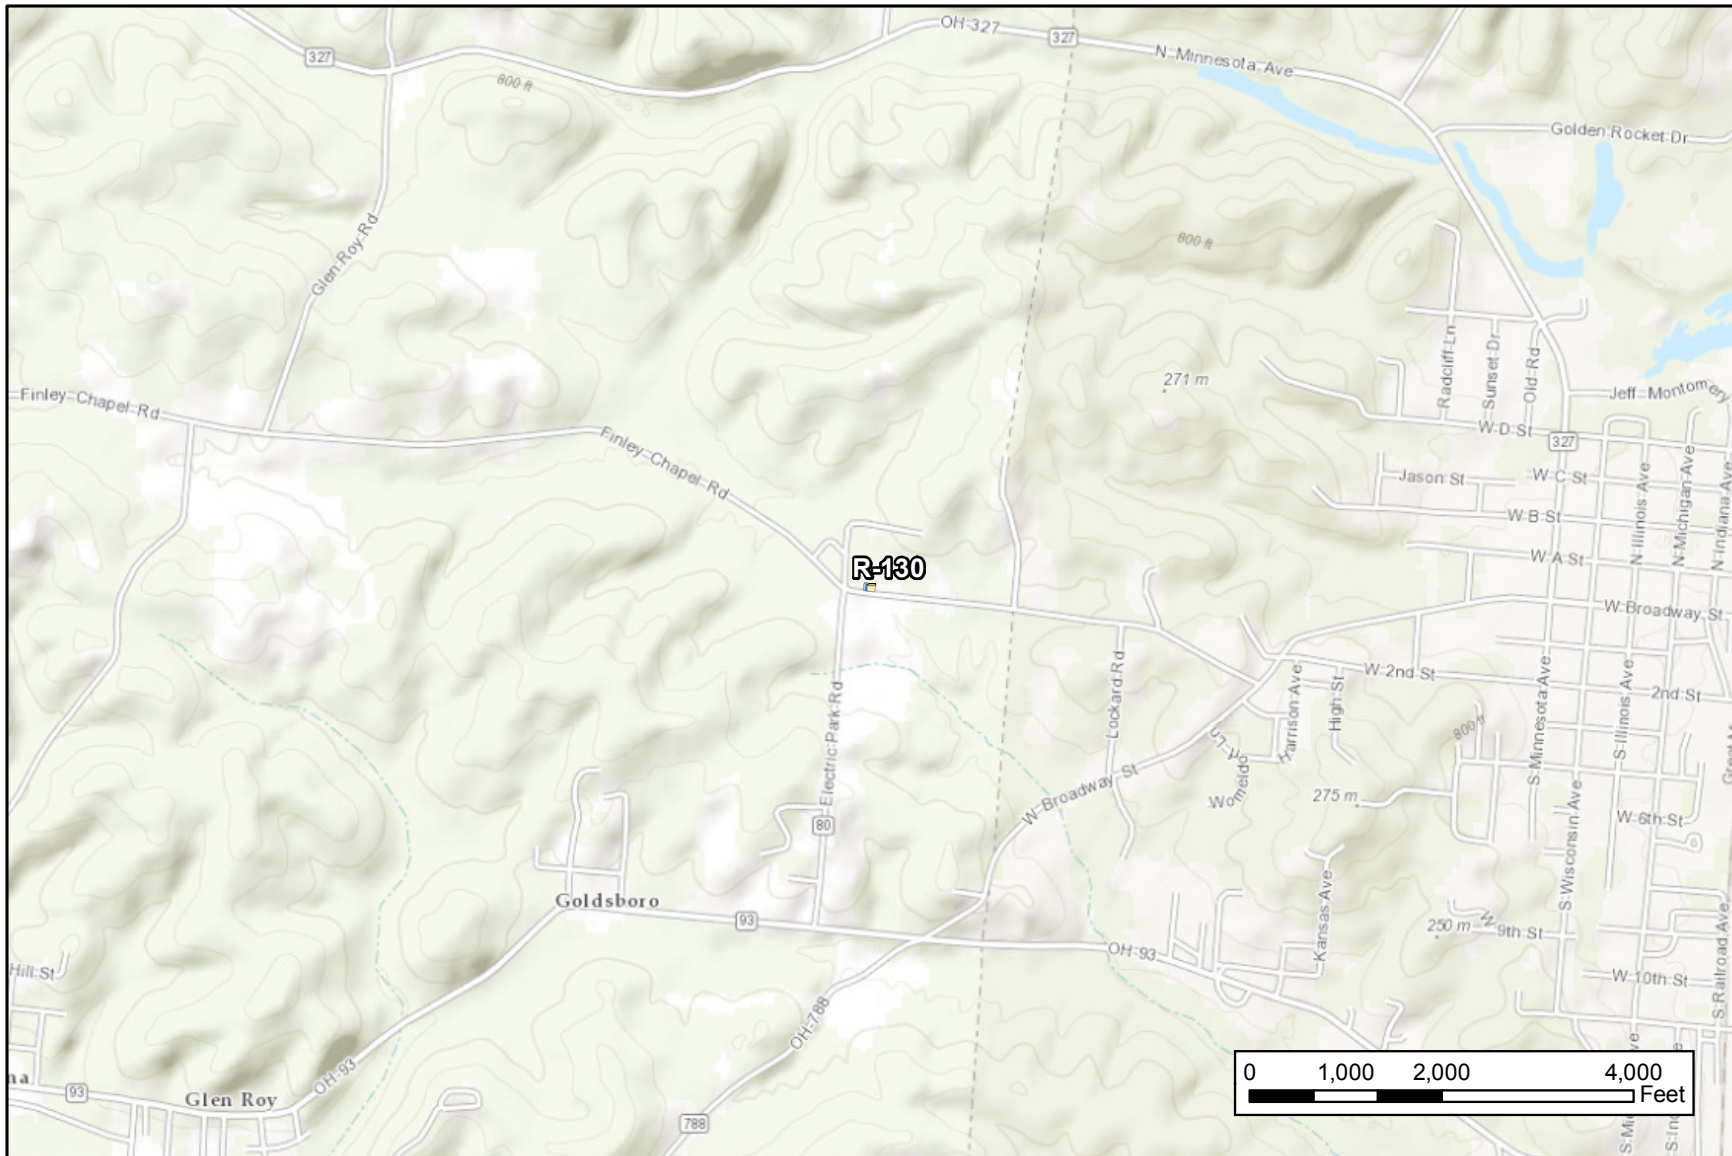 OH-327
327
327
N Minnesota Ave
800 ft
Golden Rocket Dr
Glen Roy Rd
800 ft
Radcliff Ln
Sunset Dr
Old Rd
271 m
Jeff Montomery
Finley Chapel Rd
Finley Chapel Rd
W D St
327
Jason St
W C St
N Illinois Ave
N Michigan Ave
N Indiana Ave
W B St
W A St
R-130
W Broadway St
Lockard Rd
W 2nd St
2nd St
Harrison Ave
High St
S Minnesota Ave
S Illinois Ave
Electric Park Rd
800 ft
W Broadway St
275 m
80
W 6th St
S Wisconsin Ave
Goldsboro
93
Kansas Ave
250 m
W 9th St
OH-93
S Railroad Ave
Hill St
W 10th St
OH-788
OH-93
na
93
Glen Roy
788
0 1,000 2,000 4,000
Feet